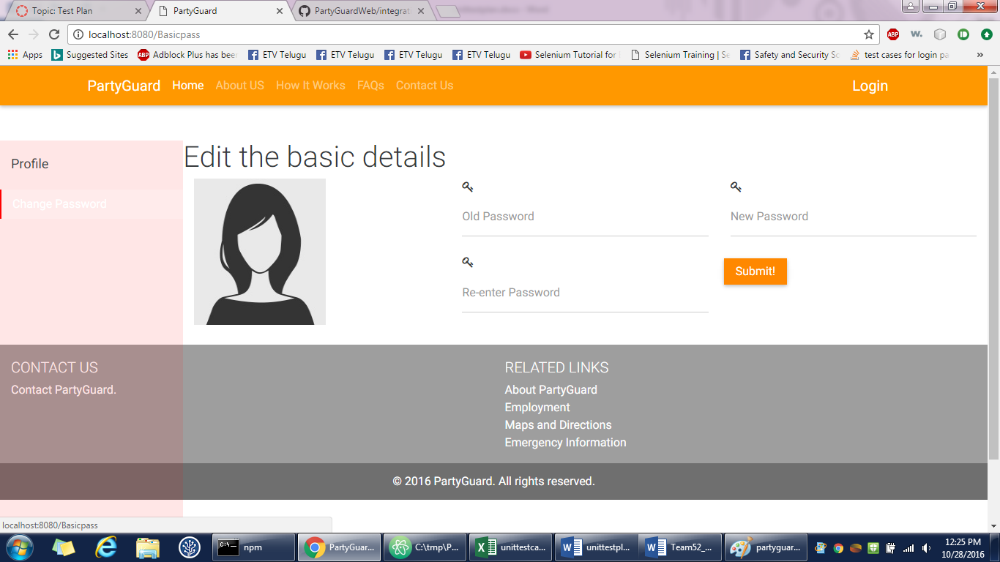 Topic: Test Plan
PartyGuard
PartyGuardWeb/integrat
localhost:8080/Basicpass
ABP
W.
Apps
Suggested Sites
ABP
Adblock Plus has been
ETV Telugu
ETV Telugu
ETV Telugu
ETV Telugu
Selenium Tutorial for
Selenium Training | Se
Safety and Security Sc
test cases for login pa
PartyGuard
Home
About US
How It Works
FAQs
Contact Us
Login
Profile
Change Password
Edit the basic details
Old Password
New Password
Re-enter Password
Submit!
CONTACT US
Contact PartyGuard.
RELATED LINKS
About PartyGuard
Employment
Maps and Directions
Emergency Information
© 2016 PartyGuard. All rights reserved.
localhost:8080/Basicpass
npm
PartyGuar...
C:\tmp\P...
unittestca...
unittestpl...
Team52_...
partyguar...
12:25 PM
10/28/2016